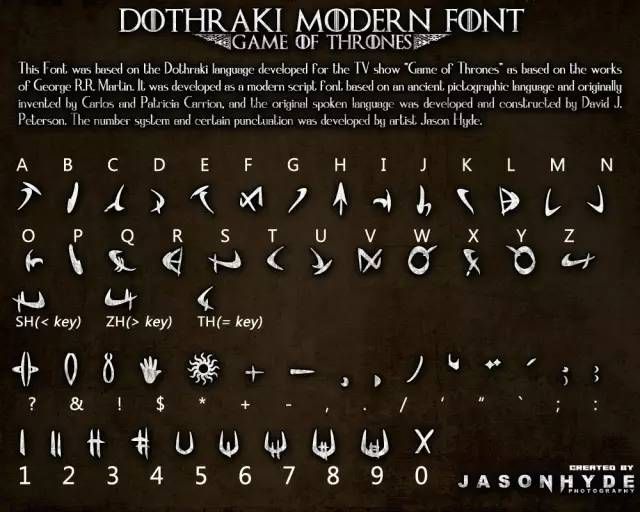 DOTHRAKI MODERN FONT
GAME OF THRONES
This Font was based on the Dothraki language developed for the TV show "Game of Thrones" as based on the works
of George R.R. Martin. It was developed as a modern script font based on an ancient pictographic language and originally
invented by Carlos and Patricia Carrion, and the original spoken language was developed and constructed by David J.
Peterson. The number system and certain punctuation was developed by artist Jason Hyde.
A B C D E F G H I J K L M N
O P Q R S T U V W X Y Z
SH(< key) ZH(> key) TH(= key)
? & ! $ * + - , . / ‘ “ ` ; :
1 2 3 4 5 6 7 8 9 0
CREATED BY
JASONHYDE
PHOTOGRAPHY